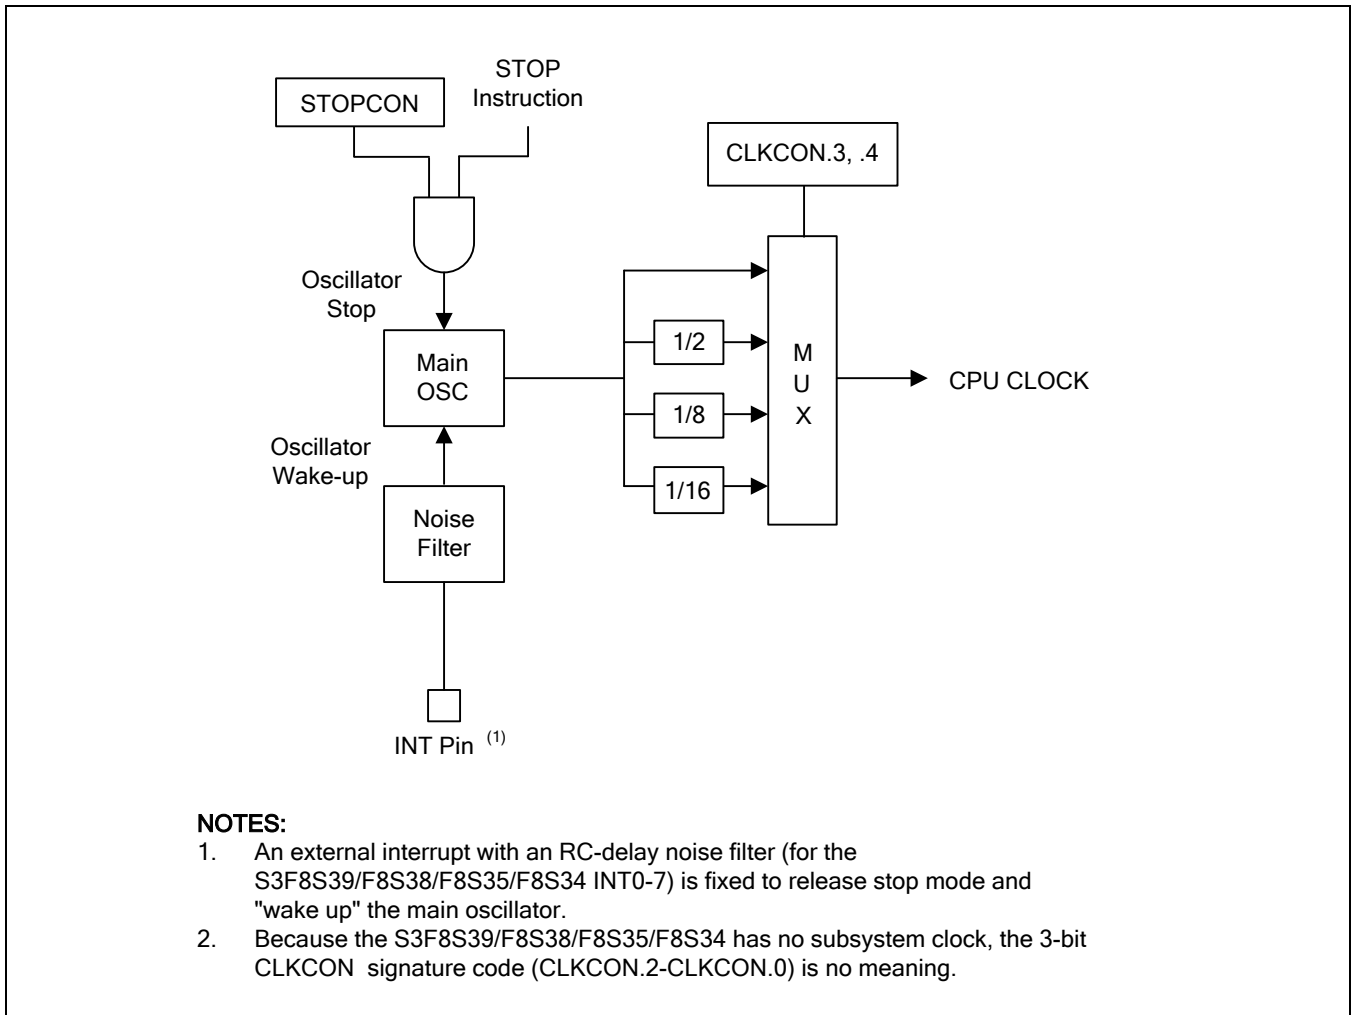 STOPCON
STOP
Instruction
CLKCON.3, .4
Oscillator
Stop
Main
OSC
1/2
1/8
1/16
M
U
X
CPU CLOCK
Oscillator
Wake-up
Noise
Filter
INT Pin (1)
NOTES:
1. An external interrupt with an RC-delay noise filter (for the
S3F8S39/F8S38/F8S35/F8S34 INT0-7) is fixed to release stop mode and
"wake up" the main oscillator.
2. Because the S3F8S39/F8S38/F8S35/F8S34 has no subsystem clock, the 3-bit
CLKCON signature code (CLKCON.2-CLKCON.0) is no meaning.